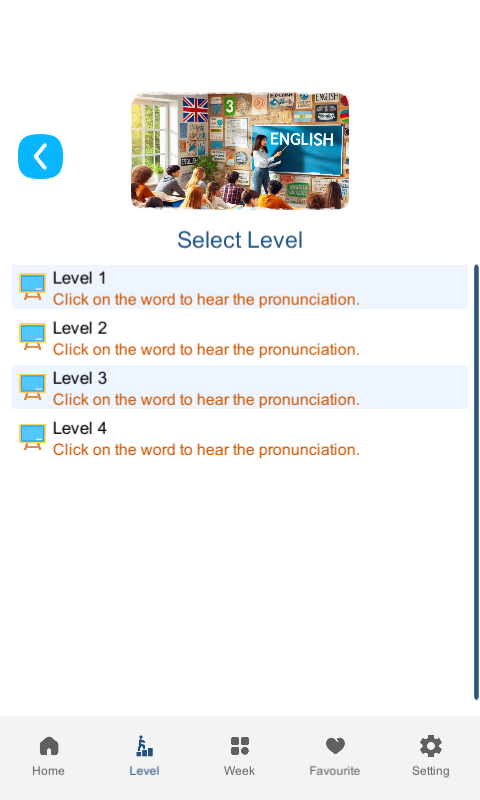 ENGLISH
3
ENGLISH
Select Level
Level 1
Click on the word to hear the pronunciation.
Level 2
Click on the word to hear the pronunciation.
Level 3
Click on the word to hear the pronunciation.
Level 4
Click on the word to hear the pronunciation.
Home
Level
Week
Favourite
Setting